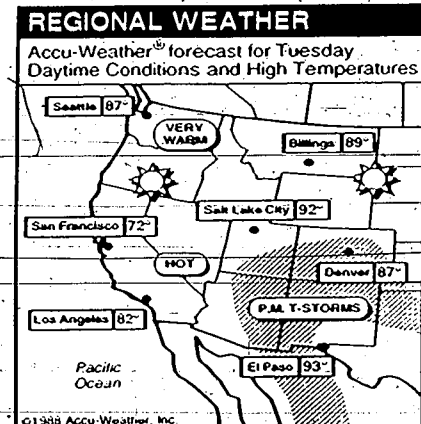 REGIONAL WEATHER
Accu-Weather® forecast for Tuesday
Daytime Conditions and High Temperatures
Seattle 87°
VERY
WARM
Billings 89°
Salt Lake City 92°
San Francisco 72°
HOT
Denver 87°
Los Angeles 82°
P.M. T-STORMS
El Paso 93°
Pacific
Ocean
©1988 Accu-Weather, Inc.